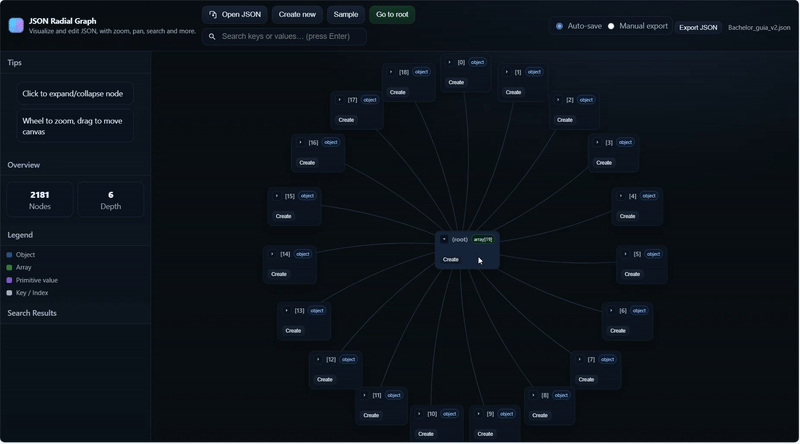 JSON Radial Graph
Visualize and edit JSON, with zoom, pan, search and more.
Open JSON
Create new
Sample
Go to root
Search keys or values... (press Enter)
Auto-save
Manual export
Export JSON
Bachelor_guia_v2.json
Tips
Click to expand/collapse node
Wheel to zoom, drag to move
canvas
Overview
2181
Nodes
6
Depth
Legend
Object
Array
Primitive value
Key / Index
Search Results
(root) array[19]
Create
[0] object
Create
[1] object
Create
[2] object
Create
[3] object
Create
[4] object
Create
[5] object
Create
[6] object
Create
[7] object
Create
[8] object
Create
[9] object
Create
[10] object
Create
[11] object
Create
[12] object
Create
[13] object
Create
[14] object
Create
[15] object
Create
[16] object
Create
[17] object
Create
[18] object
Create